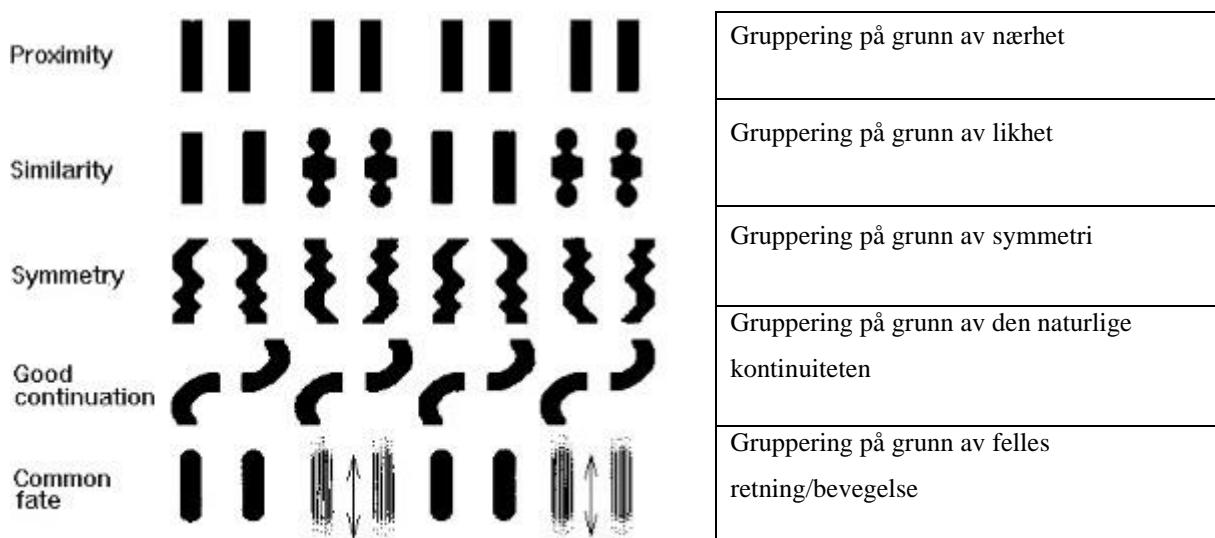 Proximity
Gruppering på grunn av nærhet
Similarity
Gruppering på grunn av likhet
Symmetry
Gruppering på grunn av symmetri
Good
continuation
Gruppering på grunn av den naturlige
kontinuiteten
Common
fate
Gruppering på grunn av felles
retning/bevegelse